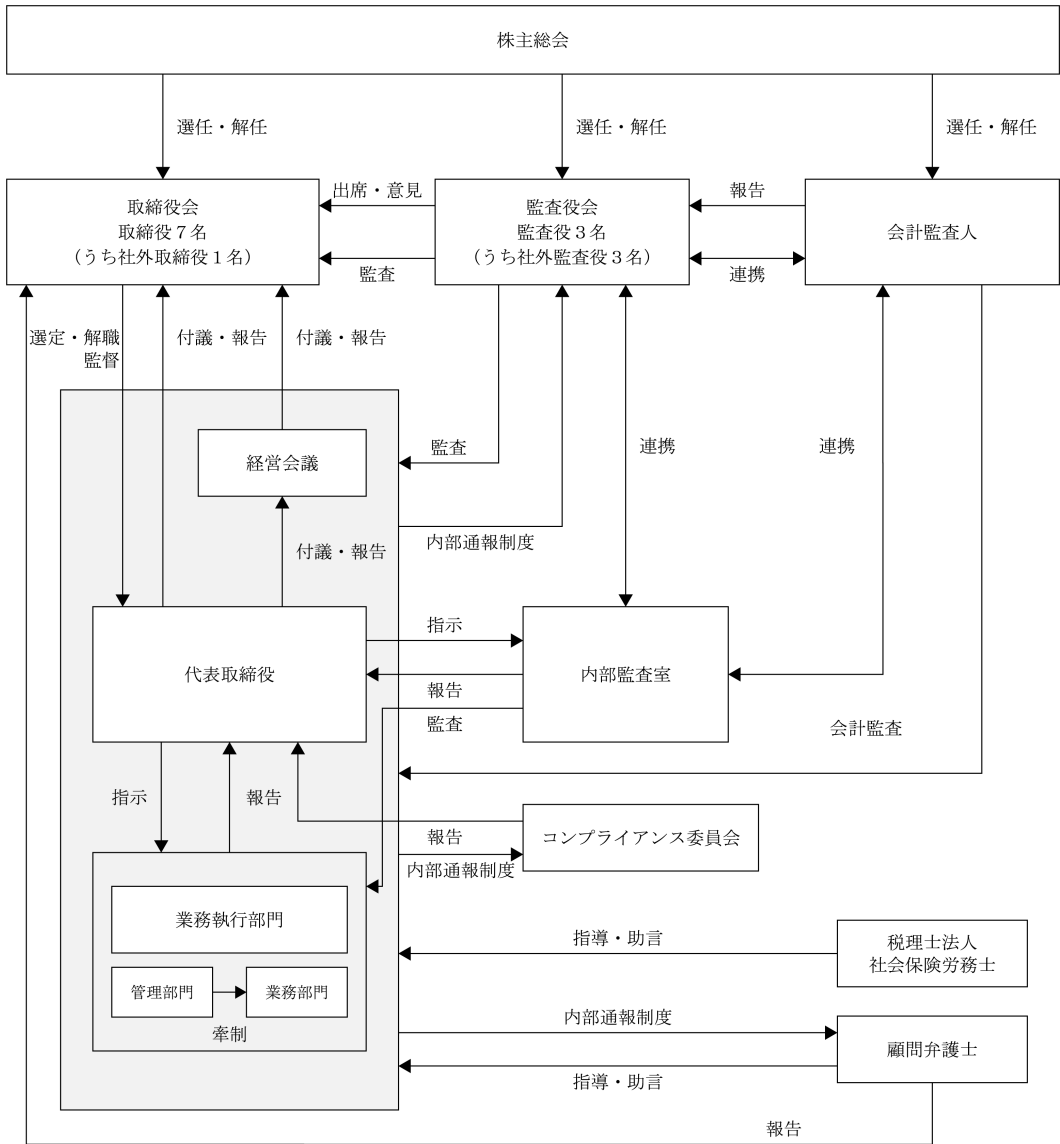 株主総会
選任・解任
選任・解任
選任・解任
取締役会
取締役7名
(うち社外取締役1名)
出席・意見
監査
監査役会
監査役3名
(うち社外監査役3名)
報告
連携
会計監査人
選定・解職
監督
付議・報告
付議・報告
経営会議
監査
連携
連携
内部通報制度
付議・報告
代表取締役
指示
報告
監査
内部監査室
会計監査
指示
報告
報告
内部通報制度
コンプライアンス委員会
業務執行部門
管理部門
業務部門
牽制
指導・助言
税理士法人
社会保険労務士
内部通報制度
顧問弁護士
指導・助言
報告